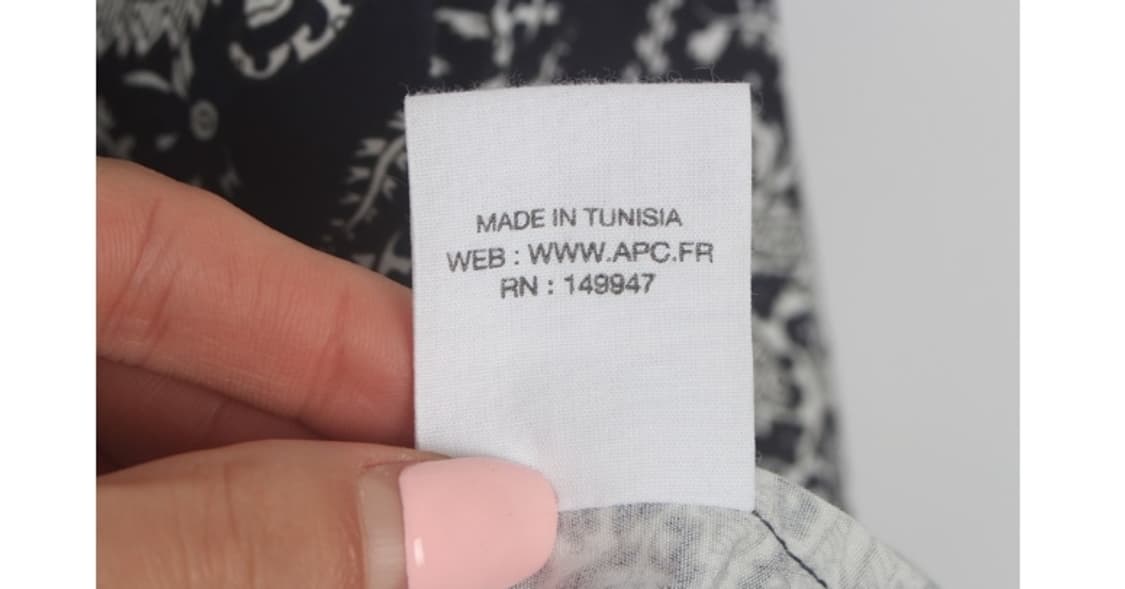 MADE IN TUNISIA
WEB : WWW.APC.FR
RN : 149947